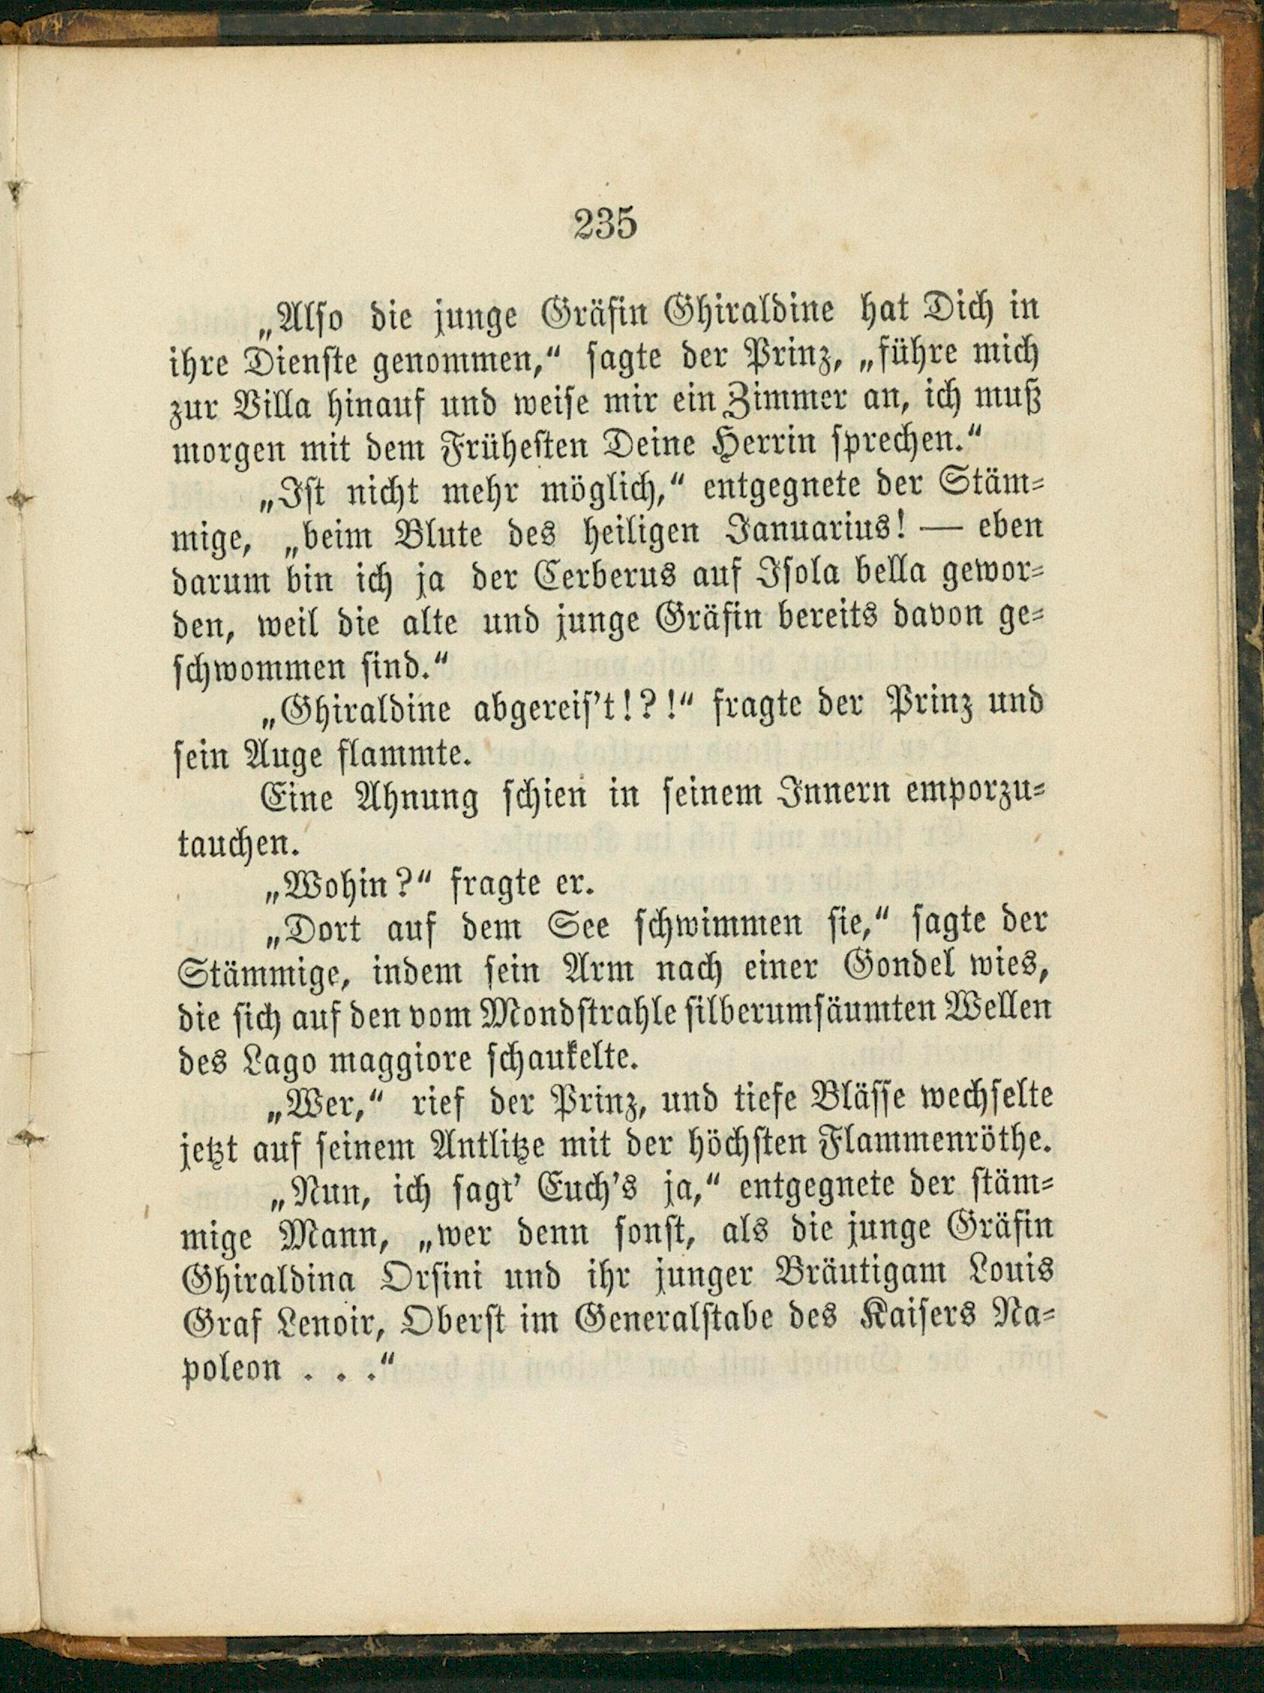 235
„Also die junge Gräfin Ghiraldine hat Dich in
ihre Dienste genommen,“ sagte der Prinz, „führe mich
zur Villa hinauf und weise mir ein Zimmer an, ich muß
morgen mit dem Frühesten Deine Herrin sprechen.“
„Ist nicht mehr möglich,“ entgegnete der Stäm-
mige, „beim Blute des heiligen Januarius! — eben
darum bin ich ja der Cerberus auf Isola bella gewor-
den, weil die alte und junge Gräfin bereits davon ge-
schwommen sind.“
„Ghiraldine abgereis't!?!“ fragte der Prinz und
sein Auge flammte.
Eine Ahnung schien in seinem Innern emporzu-
tauchen.
„Wohin?“ fragte er.
„Dort auf dem See schwimmen sie,“ sagte der
Stämmige, indem sein Arm nach einer Gondel wies,
die sich auf den vom Mondstrahle silberumsäumten Wellen
des Lago maggiore schaukelte.
„Wer,“ rief der Prinz, und tiefe Blässe wechselte
jetzt auf seinem Antlitze mit der höchsten Flammenröthe.
„Nun, ich sagt' Euch's ja,“ entgegnete der stäm-
mige Mann, „wer denn sonst, als die junge Gräfin
Ghiraldina Orsini und ihr junger Bräutigam Louis
Graf Lenoir, Oberst im Generalstabe des Kaisers Na-
poleon . . .“